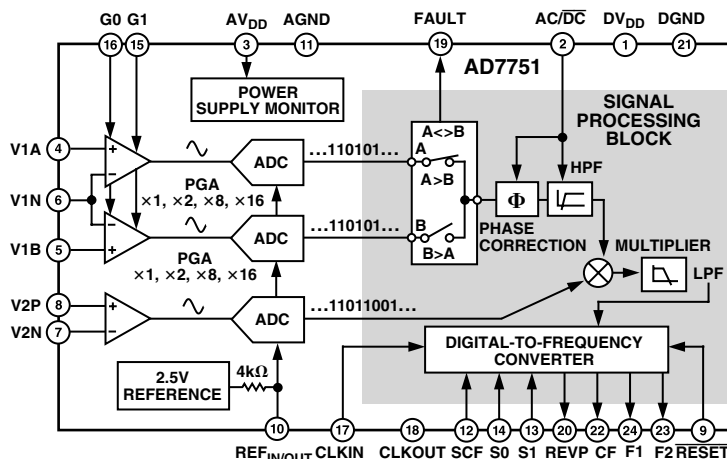 G0 G1 AVDD AGND FAULT AC/DC DVDD DGND
16 15 3 11 19 2 1 21
AD7751
POWER
SUPPLY MONITOR
SIGNAL
PROCESSING
BLOCK
A<>B
V1A 4 + −
ADC
...110101...
A
A>B
HPF
Φ
PGA
×1, ×2, ×8, ×16
V1N 6
V1B 5 − +
ADC
...110101...
B
B>A
PHASE
CORRECTION
MULTIPLIER
PGA
×1, ×2, ×8, ×16
LPF
V2P 8 +
V2N 7 −
ADC
...11011001...
DIGITAL-TO-FREQUENCY
CONVERTER
2.5V
REFERENCE
4kΩ
10 17 18 12 14 13 20 22 24 23 9
REFIN/OUT CLKIN CLKOUT SCF S0 S1 REVP CF F1 F2 RESET